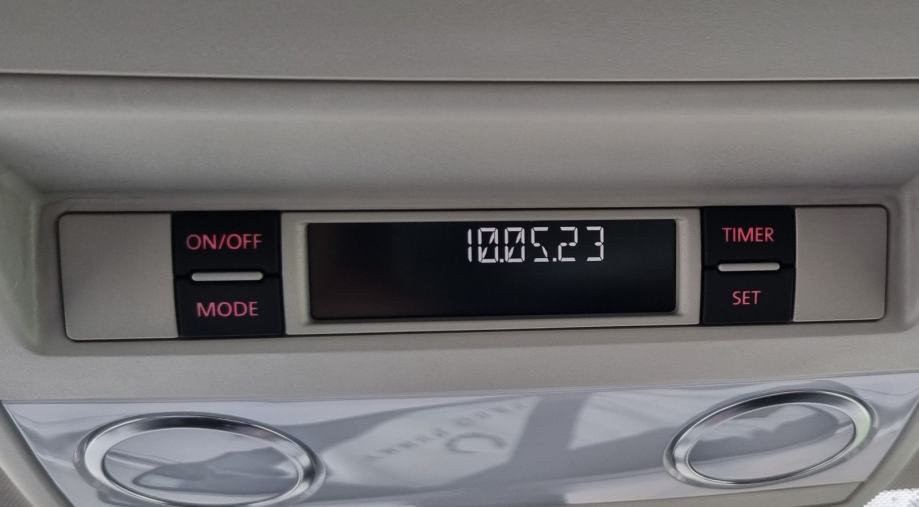 ON/OFF
MODE
10.05.23
TIMER
SET